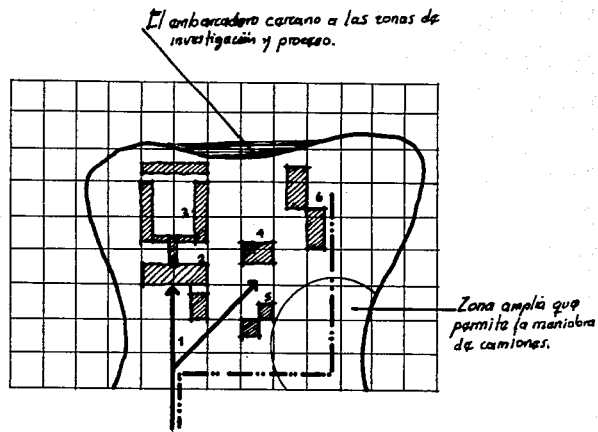 El embarcadero cercano a las zonas de
investigación y proceso.
3
6
4
2
5
1
Zona amplia que
permite la maniobra
de camiones.